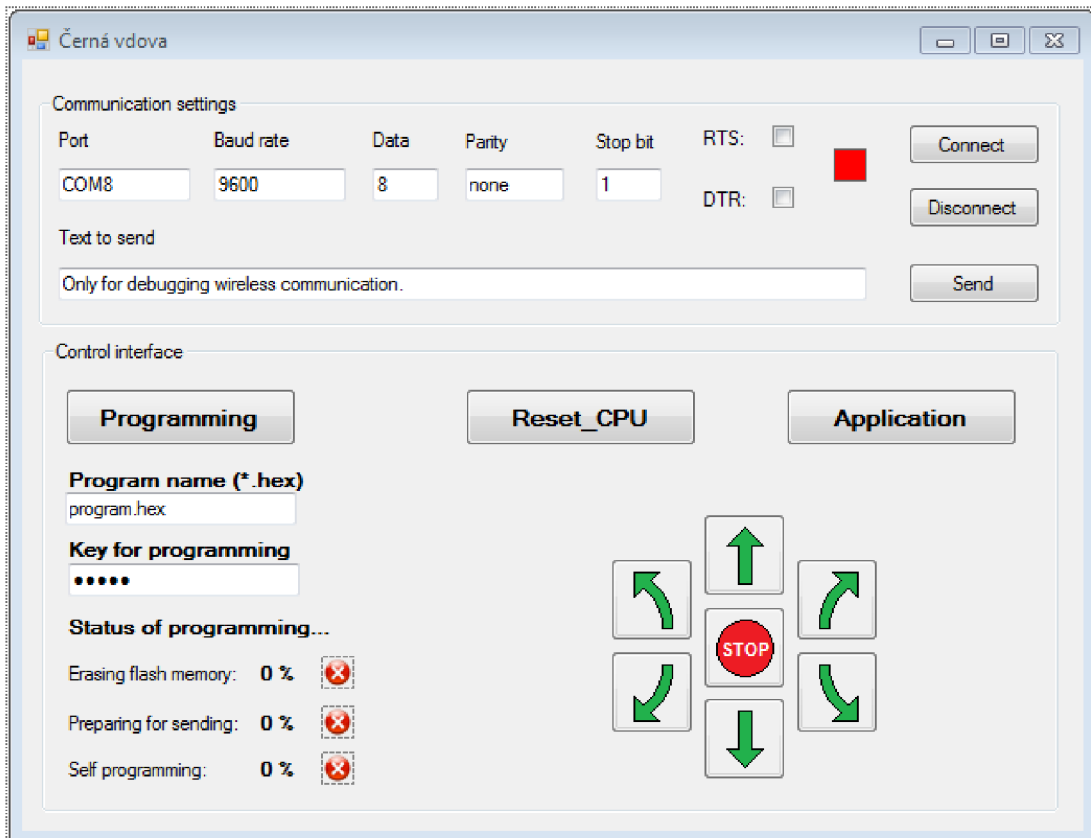 Černá vdova
Communication settings
Port Baud rate Data Parity Stop bit RTS:
COM8 9600 8 none 1
DTR:
Connect
Disconnect
Text to send
Only for debugging wireless communication.
Send
Control interface
Programming Reset_CPU Application
Program name (*.hex)
program.hex
Key for programming
•••••
Status of programming...
Erasing flash memory: 0 %
Preparing for sending: 0 %
Self programming: 0 %
STOP